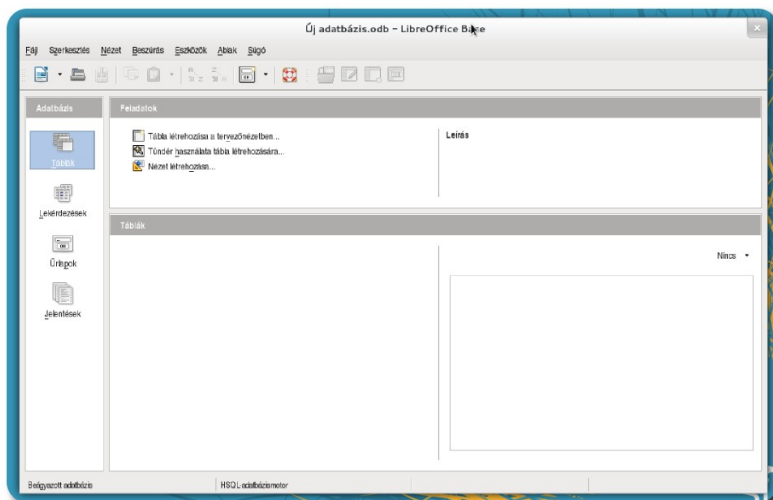 Új adatbázis.odb – LibreOffice Base
Fájl Szerkesztés Nézet Beszúrás Eszközök Ablak Súgó
Adatbázis
Feladatok
Táblák
Lekérdezések
Űrlapok
Jelentések
Tábla létrehozása a tervezőnézetben...
Tündér használata tábla létrehozására...
Nézet létrehozása...
Leírás
Táblák
Nincs
Beágyazott adatbázis
HSQL-adatbázismotor